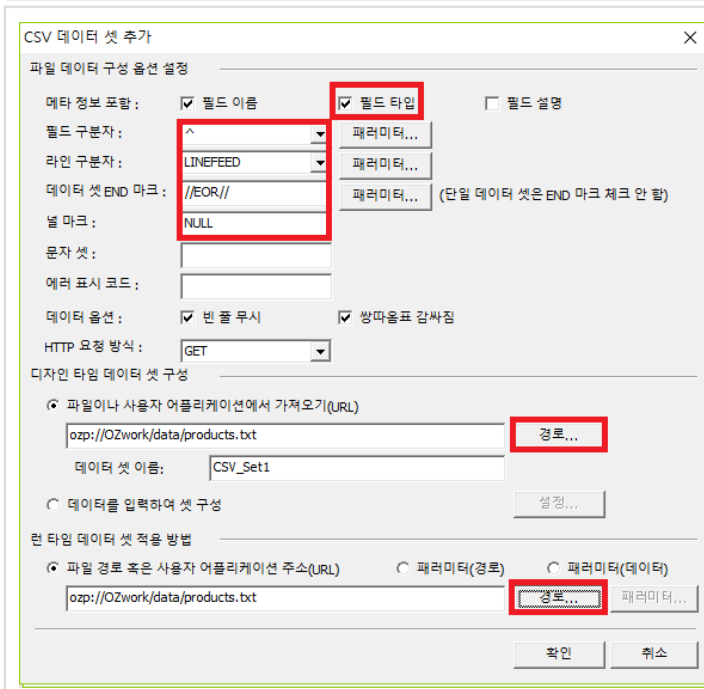 CSV 데이터 셋 추가
파일 데이터 구성 옵션 설정
메타 정보 포함: 필드 이름 필드 타입 필드 설명
필드 구분자: ^ 패러미터...
라인 구분자: LINEFEED 패러미터...
데이터 셋 END 마크: //EOR// 패러미터... (단일 데이터 셋은 END 마크 체크 안 함)
널 마크: NULL
문자 셋:
에러 표시 코드:
데이터 옵션: 빈 풀 무시 쌍따옴표 감싸짐
HTTP 요청 방식: GET
디자인 타임 데이터 셋 구성
파일이나 사용자 어플리케이션에서 가져오기(URL)
ozp://OZwork/data/products.txt 경로...
데이터 셋 이름: CSV_Set1
데이터를 입력하여 셋 구성 설정...
런 타임 데이터 셋 적용 방법
파일 경로 혹은 사용자 어플리케이션 주소(URL) 패러미터(경로) 패러미터(데이터)
ozp://OZwork/data/products.txt 경로... 패러미터...
확인 취소